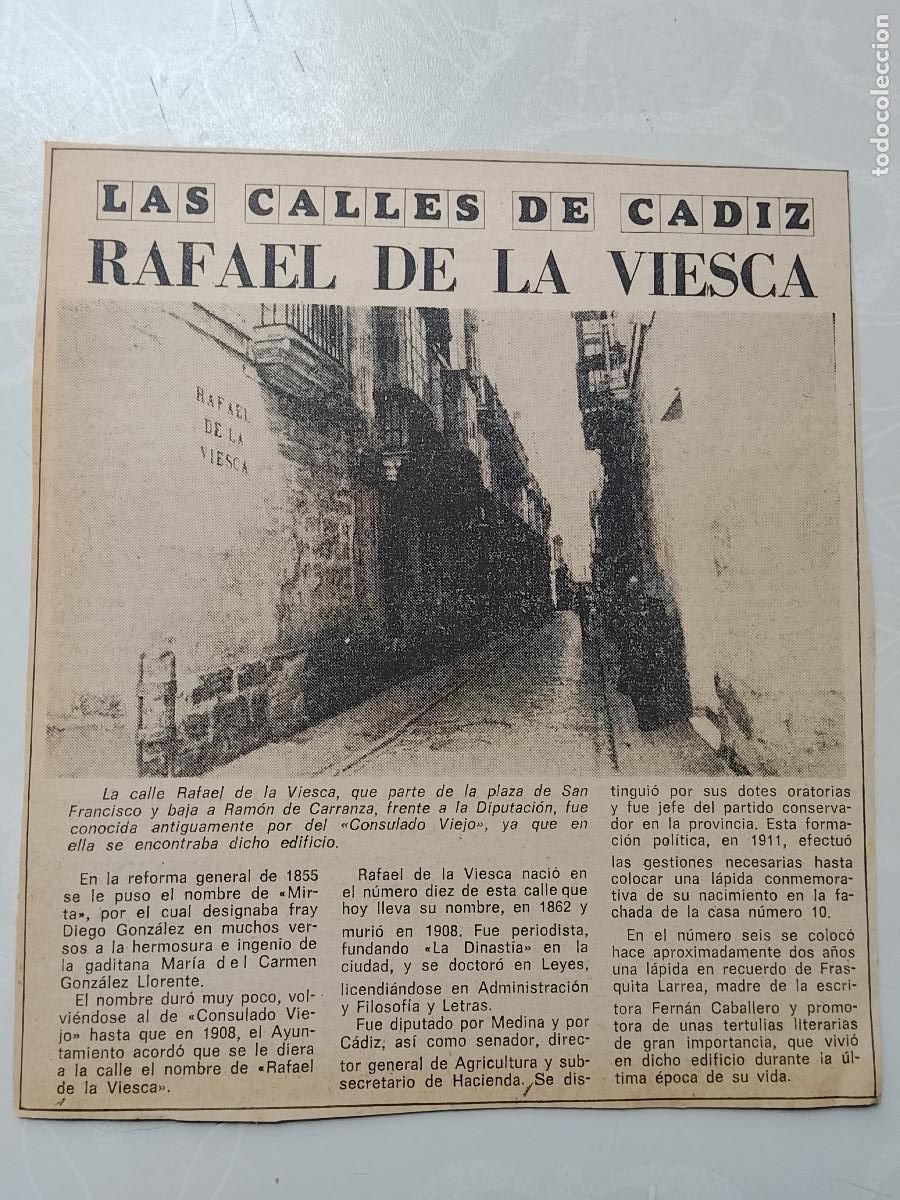 LAS CALLES DE CADIZ
RAFAEL DE LA VIESCA
RAFAEL
DE LA
VIESCA
La calle Rafael de la Viesca, que parte de la plaza de San
Francisco y baja a Ramón de Carranza, frente a la Diputación, fue
conocida antiguamente por del «Consulado Viejo», ya que en
ella se encontraba dicho edificio.
En la reforma general de 1855
se le puso el nombre de «Mir-
ta», por el cual designaba fray
Diego González en muchos ver-
sos a la hermosura e ingenio de
la gaditana María del Carmen
González Llorente.
El nombre duró muy poco, vol-
viéndose al de «Consulado Vie-
jo» hasta que en 1908, el Ayun-
tamiento acordó que se le diera
a la calle el nombre de «Rafael
de la Viesca».
Rafael de la Viesca nació en
el número diez de esta calle que
hoy lleva su nombre, en 1862 y
murió en 1908. Fue periodista,
fundando «La Dinastía» en la
ciudad, y se doctoró en Leyes,
licendiándose en Administración
y Filosofía y Letras.
Fue diputado por Medina y por
Cádiz, así como senador, direc-
tor general de Agricultura y sub-
secretario de Hacienda. Se dis-
tinguió por sus dotes oratorias
y fue jefe del partido conserva-
dor en la provincia. Esta forma-
ción política, en 1911, efectuó
las gestiones necesarias hasta
colocar una lápida conmemora-
tiva de su nacimiento en la fa-
chada de la casa número 10.
En el número seis se colocó
hace aproximadamente dos años
una lápida en recuerdo de Fras-
quita Larrea, madre de la escri-
tora Fernán Caballero y promo-
tora de unas tertulias literarias
de gran importancia, que vivió
en dicho edificio durante la úl-
tima época de su vida.
todocoleccion